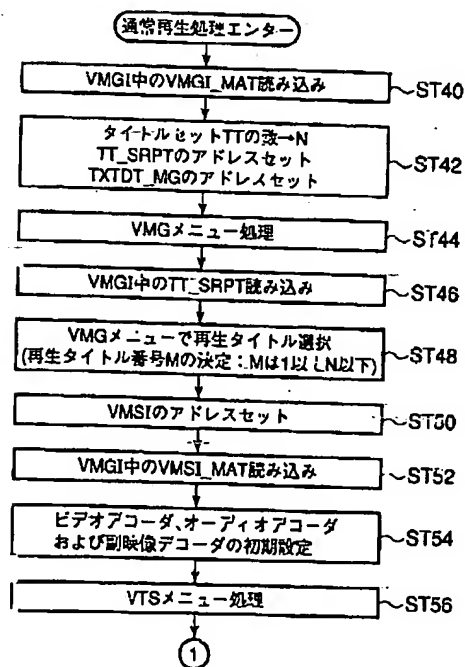 通常再生処理エンター
VMGI中のVMGI_MAT読み込み
ST40
タイトルセットTTの数→N
TT_SRPTのアドレスセット
TXTDT_MGのアドレスセット
ST42
VMGメニュー処理
ST44
VMGI中のTT_SRPT読み込み
ST46
VMGメニューで再生タイトル選択
(再生タイトル番号Mの決定:Mは1以上N以下)
ST48
VMSIのアドレスセット
ST50
VMGI中のVMSI_MAT読み込み
ST52
ビデオデコーダ、オーディオデコーダ
および副映像デコーダの初期設定
ST54
VTSメニュー処理
ST56
1